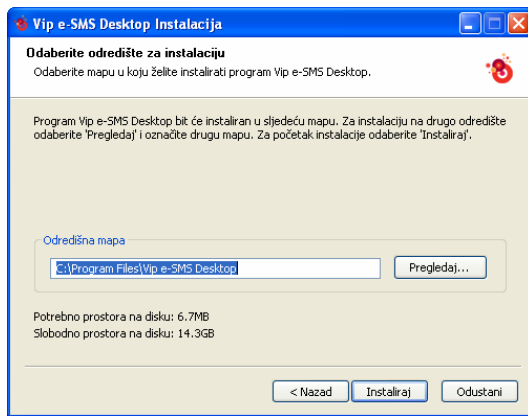 Vip e-SMS Desktop Instalacija
Odaberite odredište za instalaciju
Odaberite mapu u koju želite instalirati program Vip e-SMS Desktop.
Program Vip e-SMS Desktop bit će instaliran u sljedeću mapu. Za instalaciju na drugo odredište
odaberite 'Pregledaj' i označite drugu mapu. Za početak instalacije odaberite 'Instaliraj'.
Odredišna mapa
C:\Program Files\Vip e-SMS Desktop
Pregledaj...
Potrebno prostora na disku: 6.7MB
Slobodno prostora na disku: 14.3GB
< Nazad Instaliraj Odustani